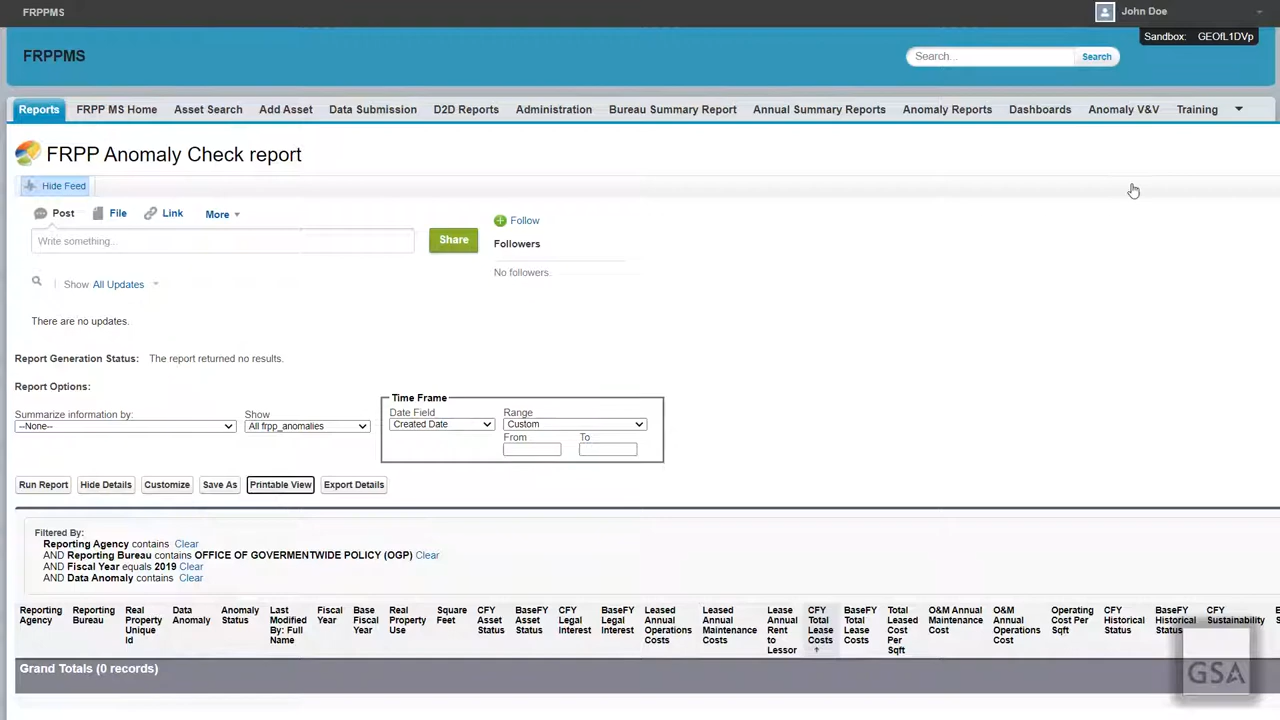 FRPPMS
John Doe
Sandbox: GEOfL1DVp
FRPPMS
Search...
Search
Reports
FRPP MS Home
Asset Search
Add Asset
Data Submission
D2D Reports
Administration
Bureau Summary Report
Annual Summary Reports
Anomaly Reports
Dashboards
Anomaly V&V
Training
FRPP Anomaly Check report
Hide Feed
Post
File
Link
More
Follow
Write something...
Share
Followers
No followers.
Show All Updates
There are no updates.
Report Generation Status: The report returned no results.
Report Options:
Summarize information by:
--None--
Show
All frpp_anomalies
Time Frame
Date Field
Created Date
Range
Custom
From
To
Run Report
Hide Details
Customize
Save As
Printable View
Export Details
Filtered By:
Reporting Agency contains Clear
AND Reporting Bureau contains OFFICE OF GOVERMENTWIDE POLICY (OGP) Clear
AND Fiscal Year equals 2019 Clear
AND Data Anomaly contains Clear
Reporting
Agency
Reporting
Bureau
Real
Property
Unique
Id
Data
Anomaly
Anomaly
Status
Last
Modified
By: Full
Name
Fiscal
Year
Base
Fiscal
Year
Real
Property
Use
Square
Feet
CFY
Asset
Status
BaseFY
Asset
Status
CFY
Legal
Interest
BaseFY
Legal
Interest
Leased
Annual
Operations
Costs
Leased
Annual
Maintenance
Costs
Lease
Annual
Rent
to
Lessor
CFY
Total
Lease
Costs
BaseFY
Total
Lease
Costs
Total
Leased
Cost
Per
Sqft
O&M Annual
Maintenance
Cost
O&M
Annual
Operations
Cost
Operating
Cost Per
Sqft
CFY
Historical
Status
BaseFY
Historical
Status
CFY
Sustainability
Grand Totals (0 records)
GSA